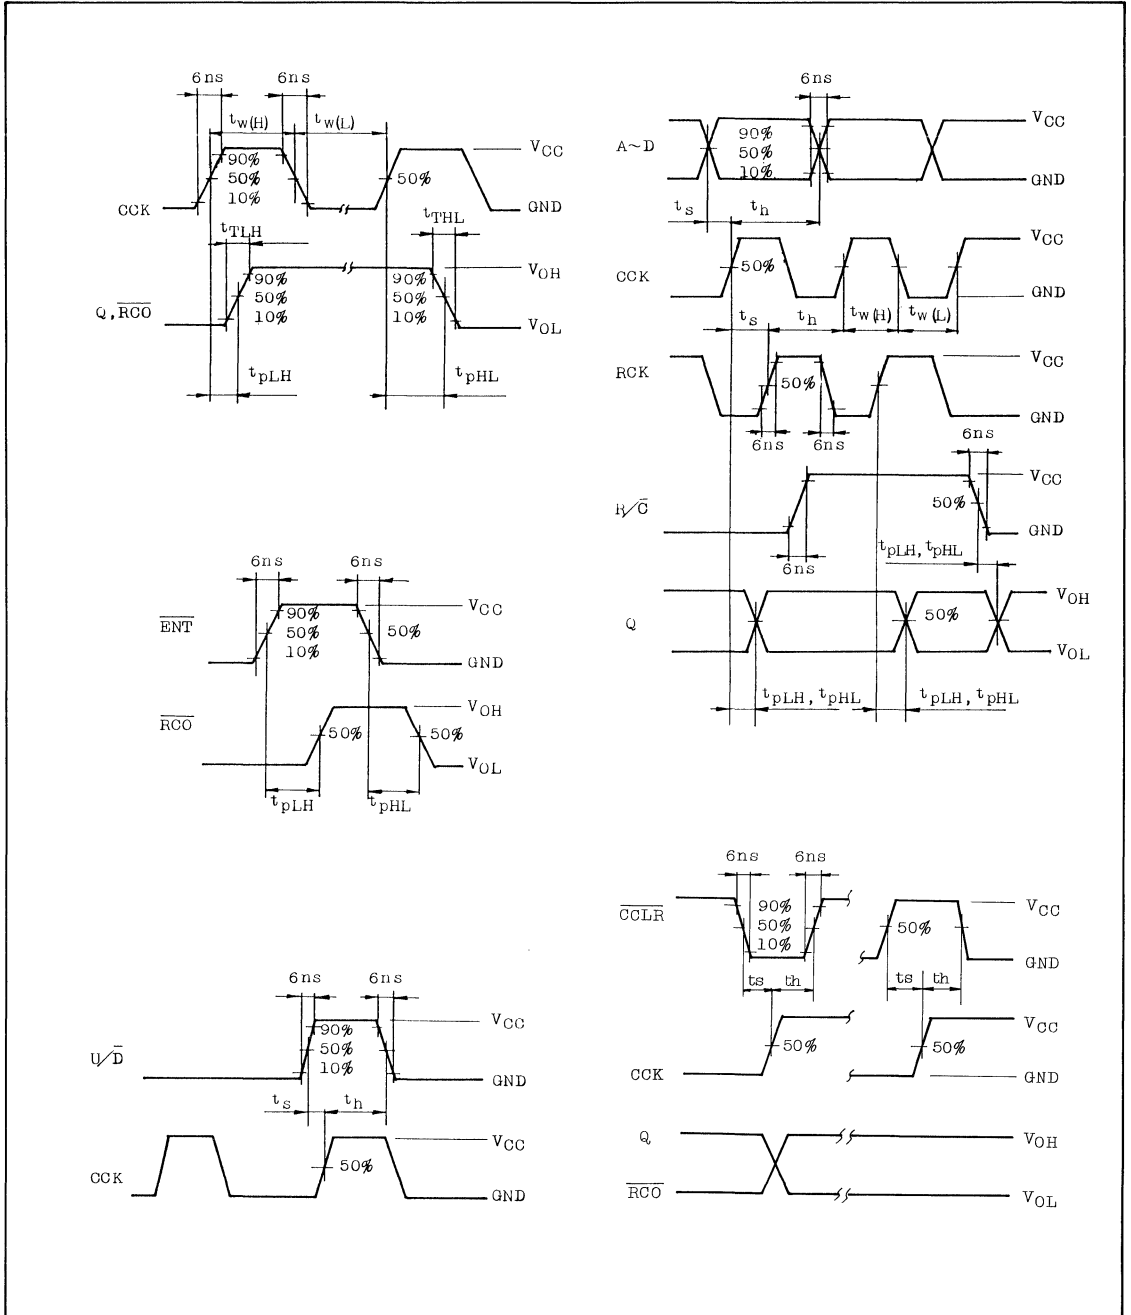 6ns 6ns
tw(H) tw(L)
VCC
90%
50% 50%
10%
CCK GND
tTLH tTHL
VOH
90% 90%
Q, R̅C̅O̅ 50% 50%
10% 10%
VOL
tpLH tpHL
6ns 6ns
VCC
90%
E̅N̅T̅ 50% 50%
10%
GND
R̅C̅O̅ VOH
50% 50%
VOL
tpLH tpHL
6ns 6ns
VCC
90%
U/D̅ 50%
10%
GND
ts th
VCC
CCK 50%
GND
6ns
VCC
90%
A~D 50%
10%
GND
ts th
VCC
CCK 50%
GND
ts th tw(H) tw(L)
VCC
RCK 50%
GND
6ns 6ns 6ns
VCC
R/C̅ 50%
GND
tpLH, tpHL
6ns
VOH
Q 50%
VOL
tpLH, tpHL tpLH, tpHL
6ns 6ns
C̅C̅L̅R̅ 90% VCC
50% 50%
10%
GND
ts th ts th
VCC
50% 50%
CCK GND
Q VOH
R̅C̅O̅ VOL